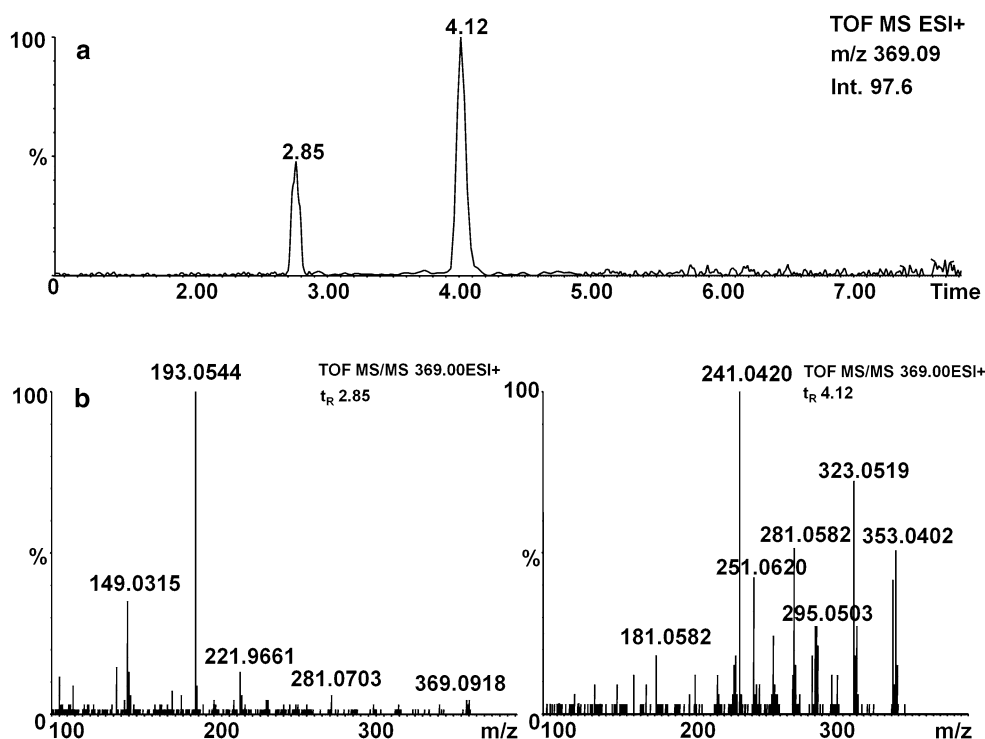 a
TOF MS ESI+
m/z 369.09
Int. 97.6
4.12
100
2.85
%
0
0 2.00 3.00 4.00 5.00 6.00 7.00 Time
b
TOF MS/MS 369.00ESI+
tR 2.85
193.0544
100
149.0315
%
221.9661
281.0703
369.0918
0
100 200 300 m/z
TOF MS/MS 369.00ESI+
tR 4.12
241.0420
100
323.0519
281.0582
353.0402
%
251.0620
295.0503
181.0582
0
100 200 300 m/z